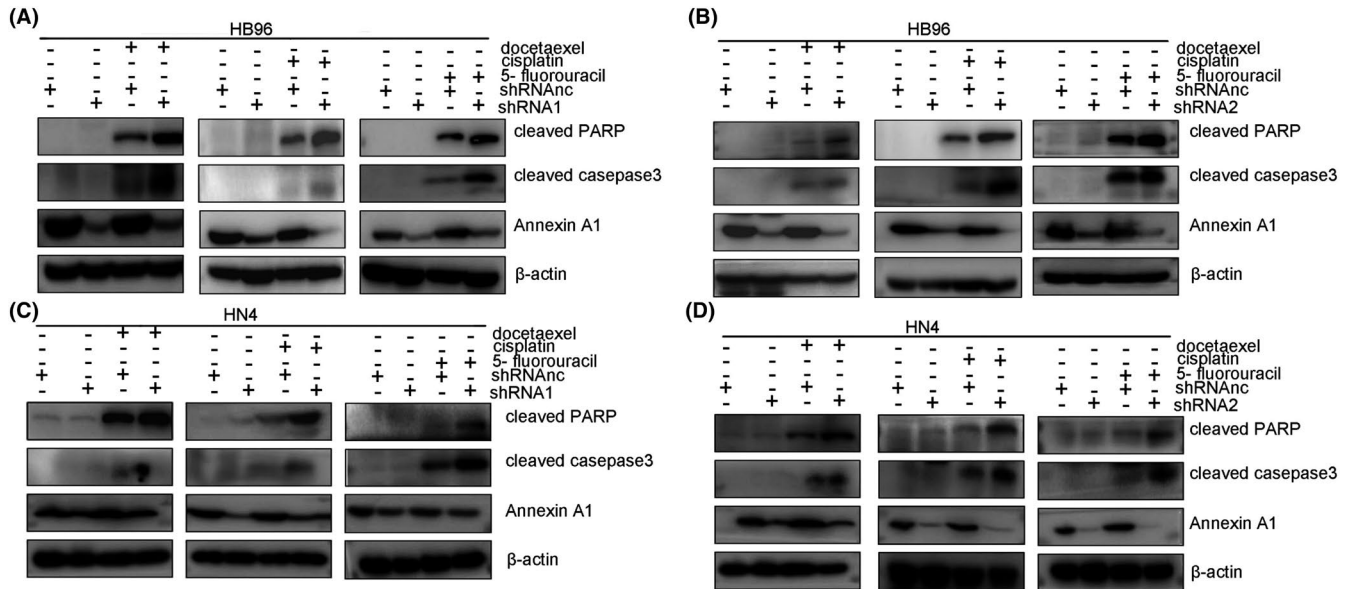 (A)
HB96
- - + + docetaexel
- - + + cisplatin
- - + + 5- fluorouracil
+ - + - + - + - + - + - shRNAnc
- + - + - + - + - + - + shRNA1
cleaved PARP
cleaved casepase3
Annexin A1
β-actin
(B)
HB96
- - + + docetaexel
- - + + cisplatin
- - + + 5- fluorouracil
+ - + - + - + - + - + - shRNAnc
- + - + - + - + - + - + shRNA2
cleaved PARP
cleaved casepase3
Annexin A1
β-actin
(C)
HN4
- - + + docetaexel
- - + + cisplatin
- - + + 5- fluorouracil
+ - + - + - + - + - + - shRNAnc
- + - + - + - + - + - + shRNA1
cleaved PARP
cleaved casepase3
Annexin A1
β-actin
(D)
HN4
- - + + docetaexel
- - + + cisplatin
- - + + 5- fluorouracil
+ - + - + - + - + - + - shRNAnc
- + - + - + - + - + - + shRNA2
cleaved PARP
cleaved casepase3
Annexin A1
β-actin